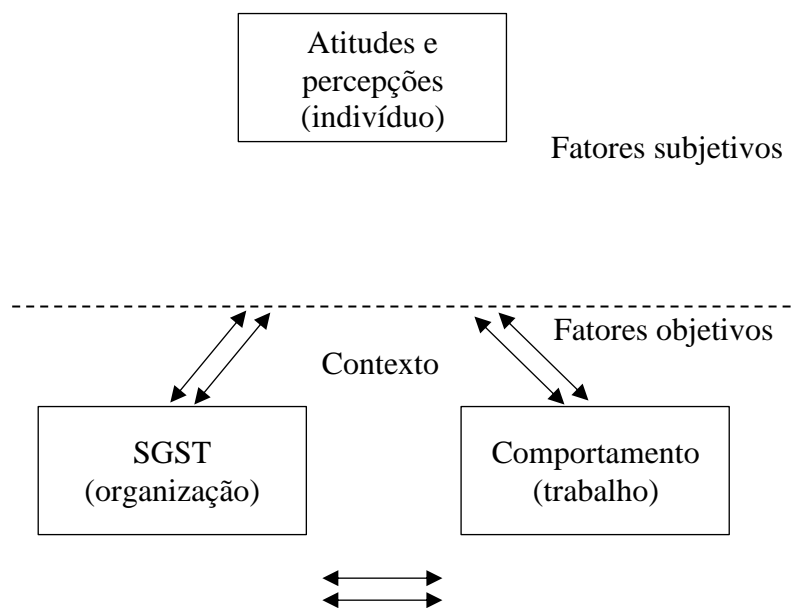 Atitudes e
percepções
(indivíduo)
Fatores subjetivos
Fatores objetivos
Contexto
SGST
(organização)
Comportamento
(trabalho)